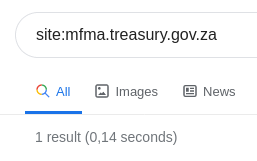 site:mfma.treasury.gov.za
All Images News
1 result (0,14 seconds)